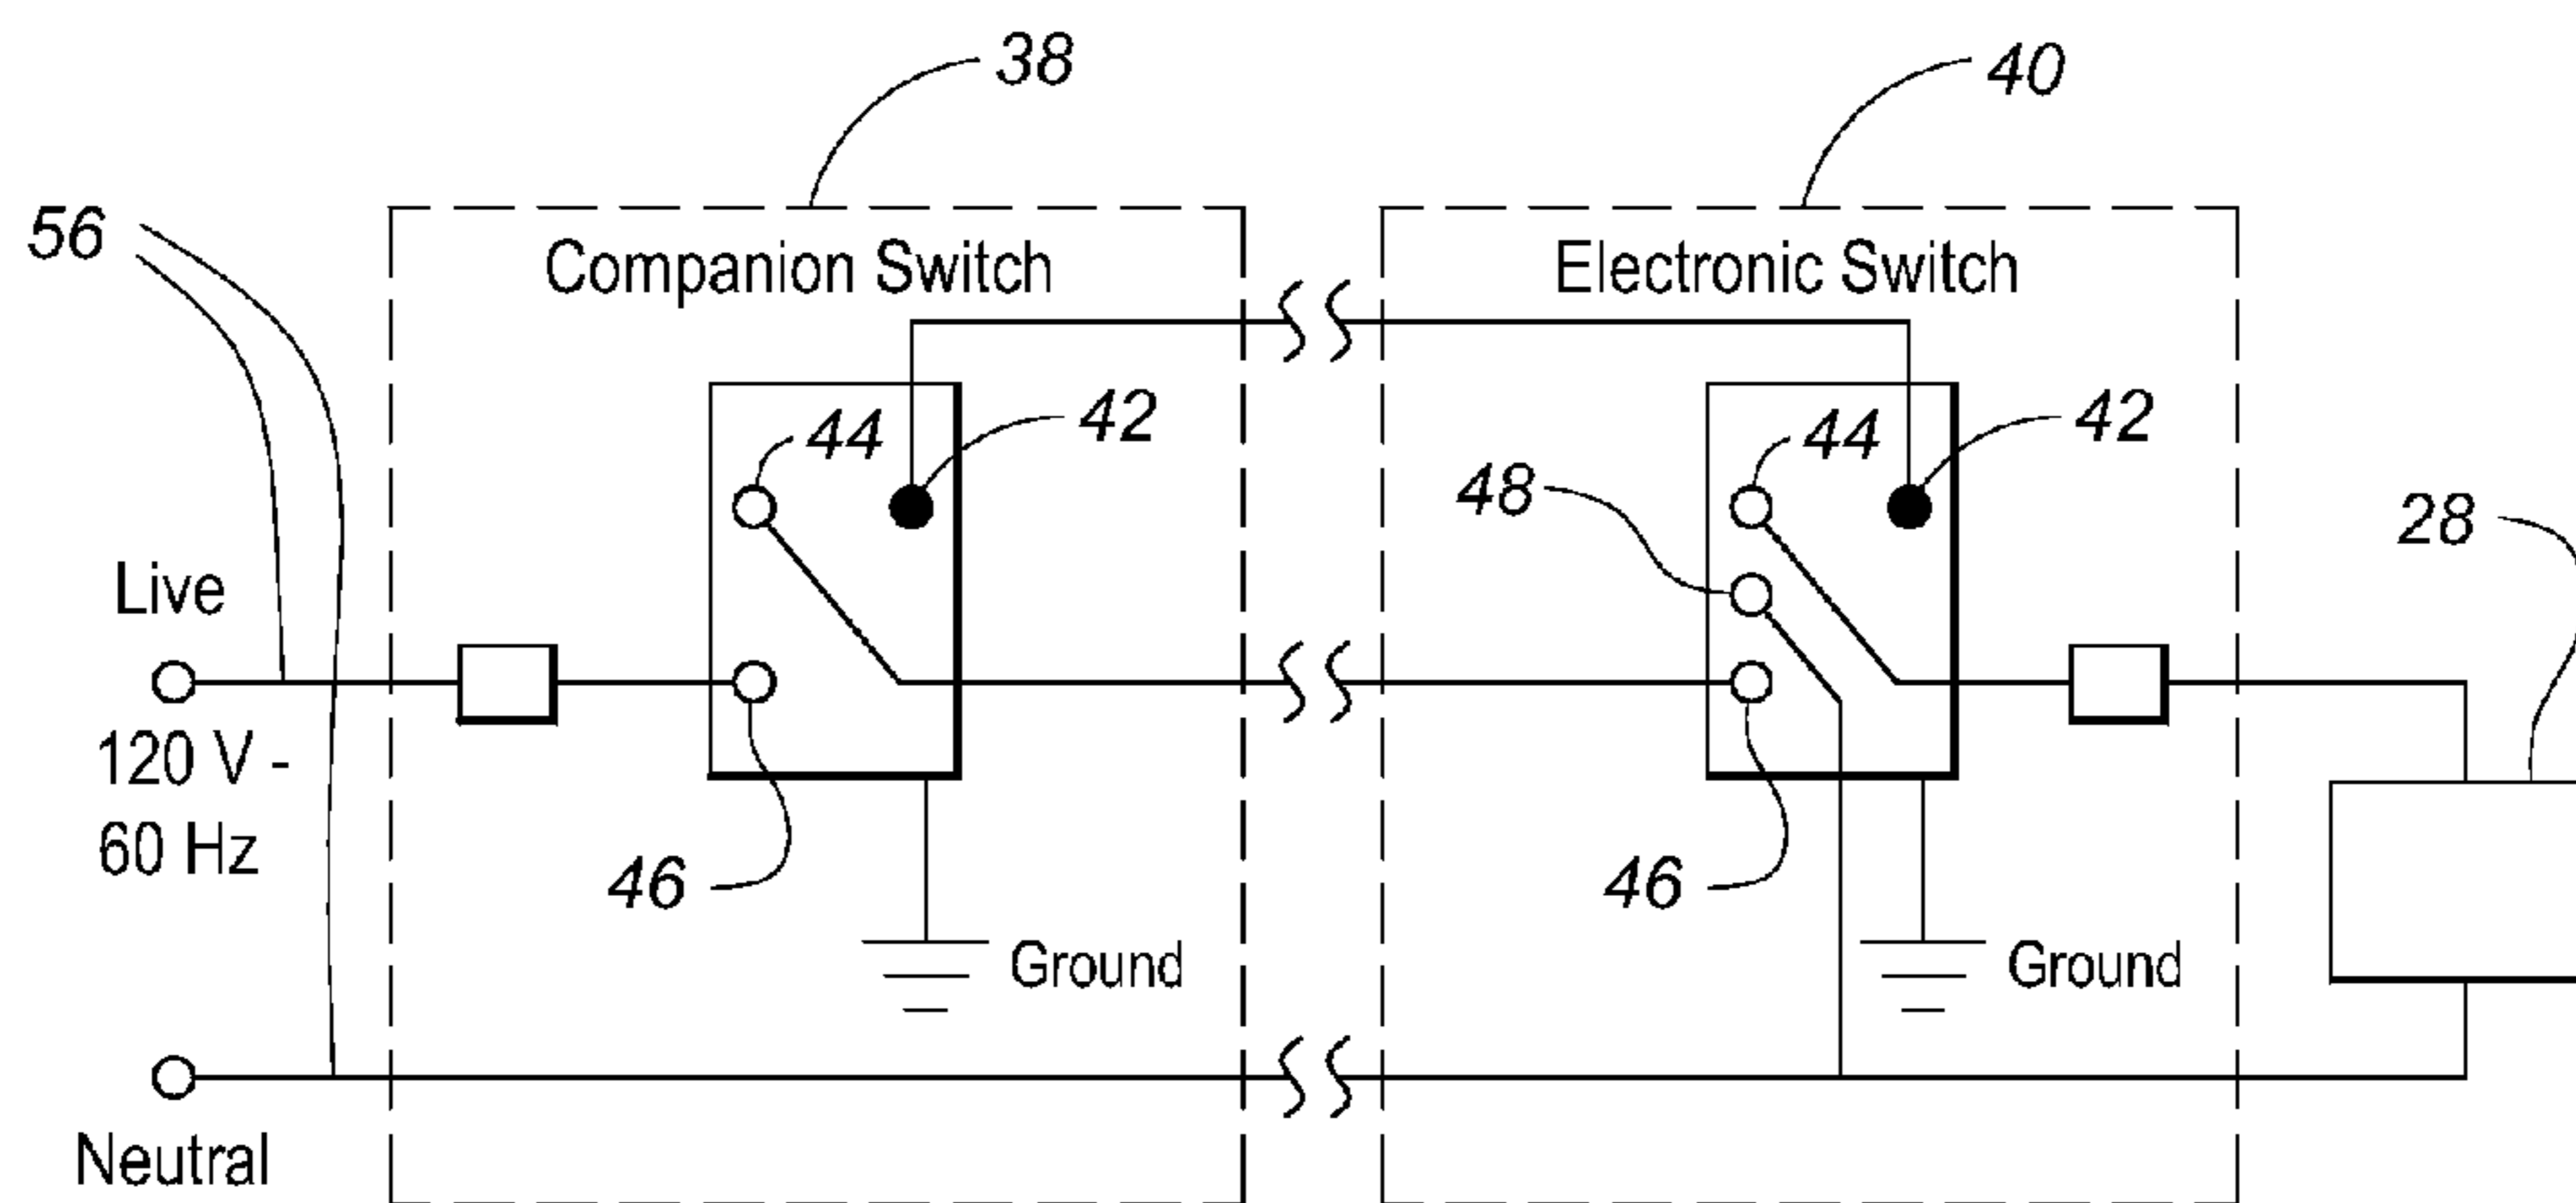 38
40
56
Companion Switch
Electronic Switch
44
42
44
42
48
28
Live
120 V -
60 Hz
46
46
Ground
Ground
Neutral